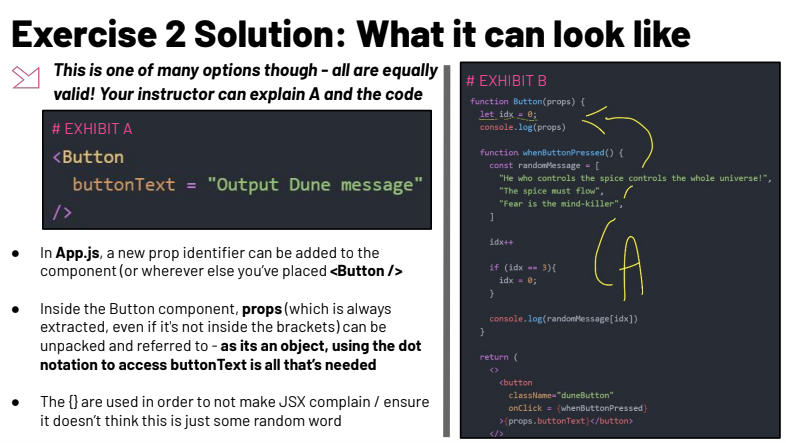 Exercise 2 Solution: What it can look like
This is one of many options though - all are equally
valid! Your instructor can explain A and the code
# EXHIBIT A
<Button
buttonText = "Output Dune message"
/>
● In App.js, a new prop identifier can be added to the
component (or wherever else you've placed <Button />
● Inside the Button component, props (which is always
extracted, even if it's not inside the brackets) can be
unpacked and referred to - as its an object, using the dot
notation to access buttonText is all that's needed
● The {} are used in order to not make JSX complain / ensure
it doesn't think this is just some random word
# EXHIBIT B
function Button(props) {
let idx = 0;
console.log(props)
function whenButtonPressed() {
const randomMessage = [
"He who controls the spice controls the whole universe!",
"The spice must flow",
"Fear is the mind-killer",
]
idx++
if (idx == 3){
idx = 0;
}
console.log(randomMessage[idx])
}
return (
<>
<button
className="duneButton"
onClick = {whenButtonPressed}
>{props.buttonText}</button>
</>
A